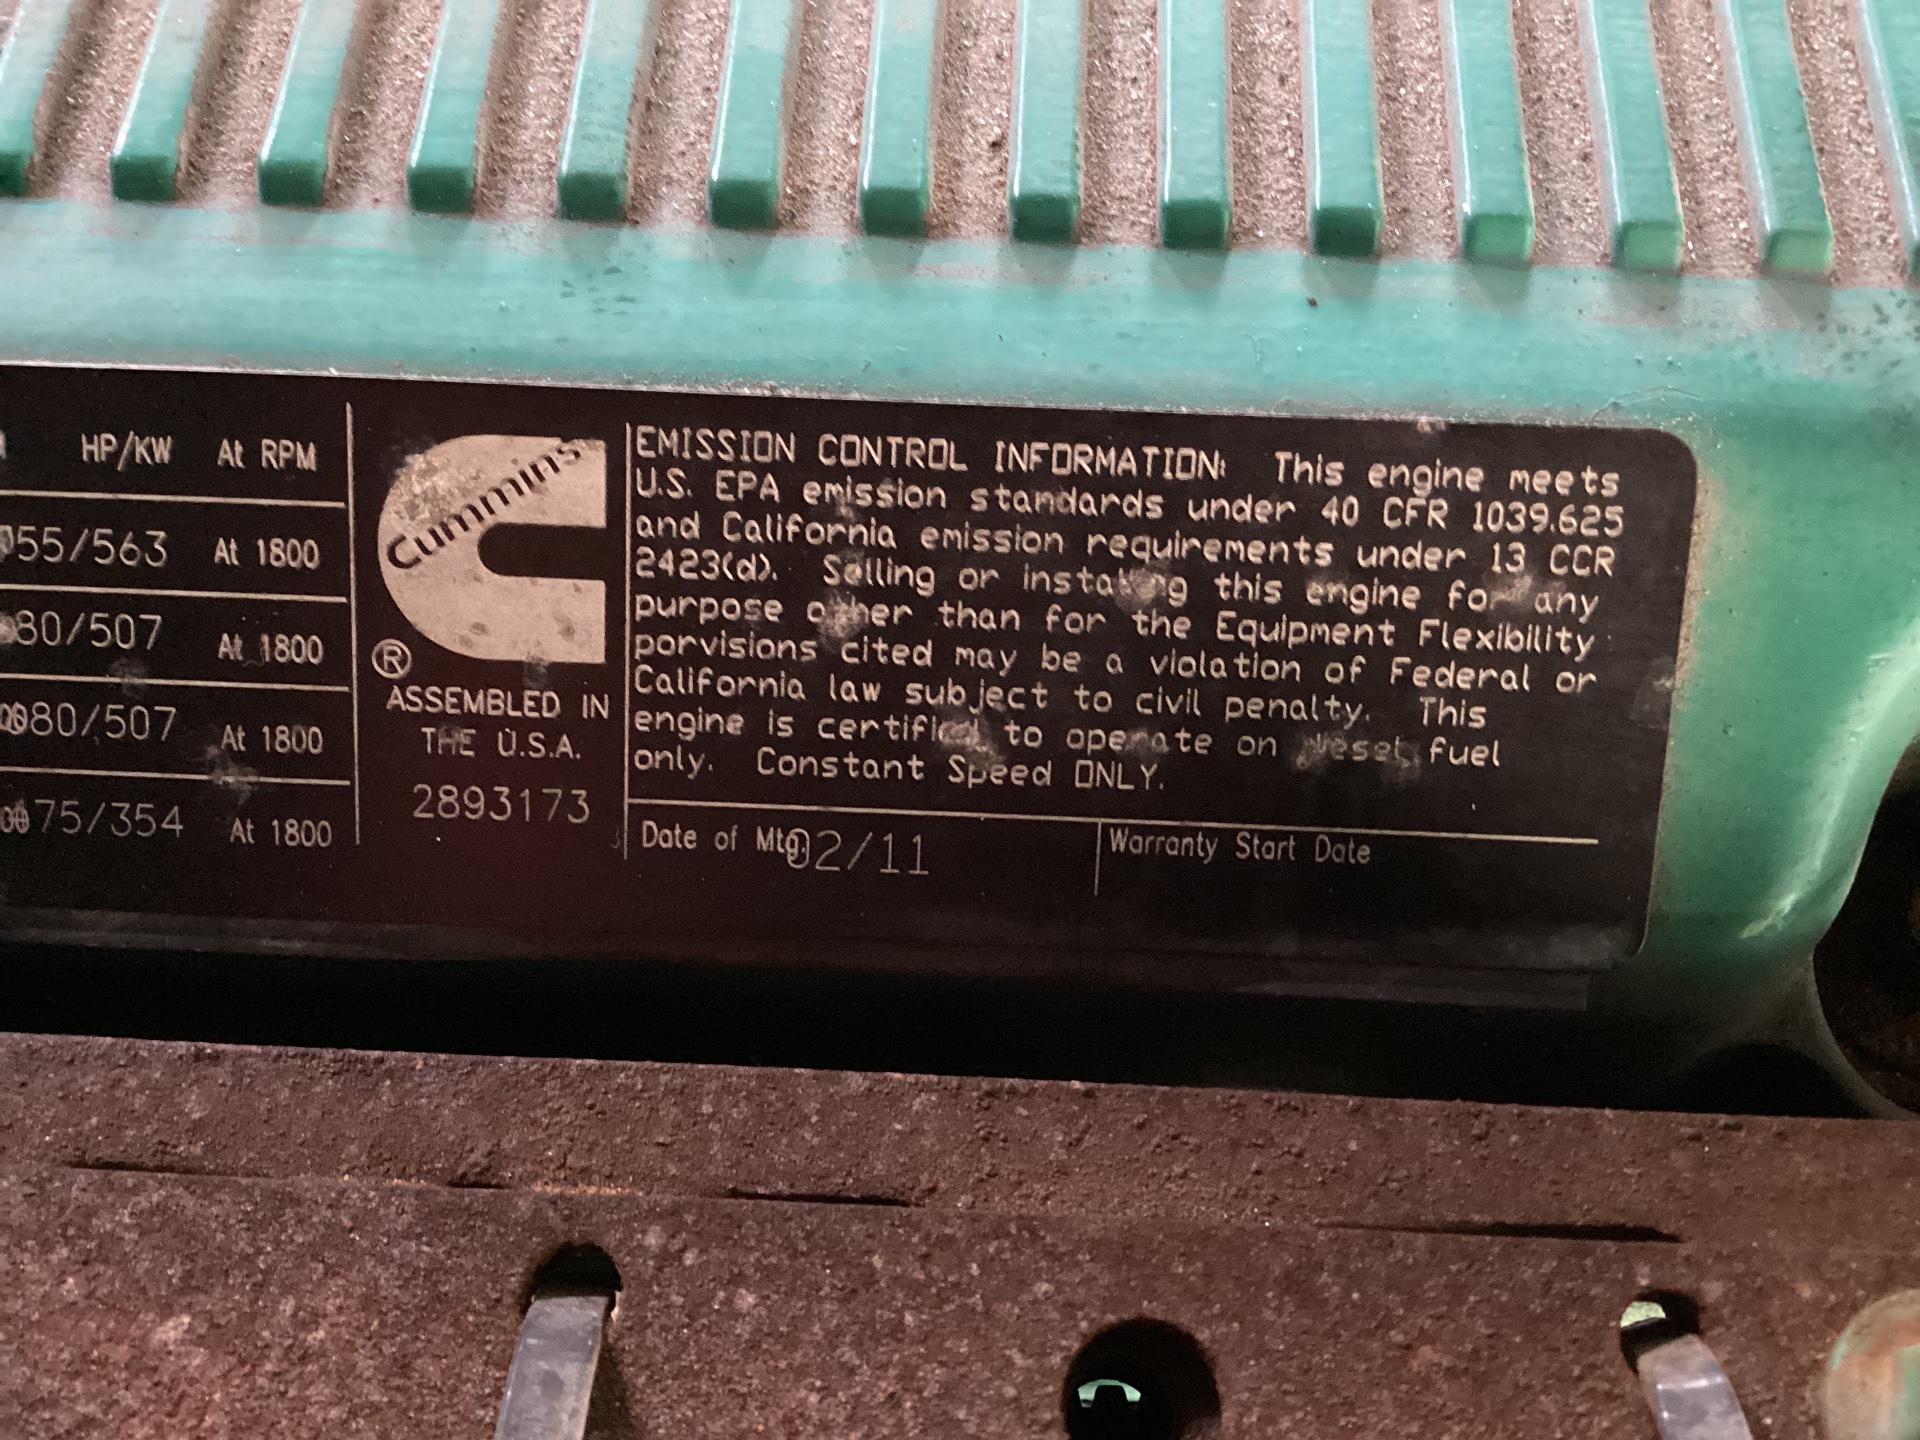 HP/KW At RPM
55/563 At 1800
80/507 At 1800
80/507 At 1800
75/354 At 1800
Cummins
®
ASSEMBLED IN
THE U.S.A.
2893173
EMISSION CONTROL INFORMATION: This engine meets
U.S. EPA emission standards under 40 CFR 1039.625
and California emission requirements under 13 CCR
2423(d). Selling or this engine for any
purpose other than for the Equipment Flexibility
porvisions cited may be a violation of Federal or
California law subject to civil penalty. This
engine is to operate on diesel fuel
only. Constant Speed ONLY.
Date of Mfg. 02/11
Warranty Start Date